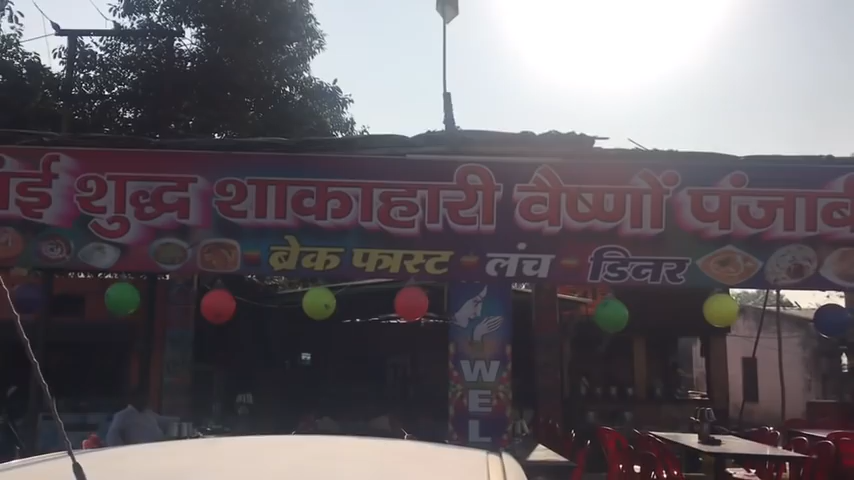 शुद्ध शाकाहारी वैष्णों पंजाबी
ब्रेक फास्ट लंच डिनर
WEL